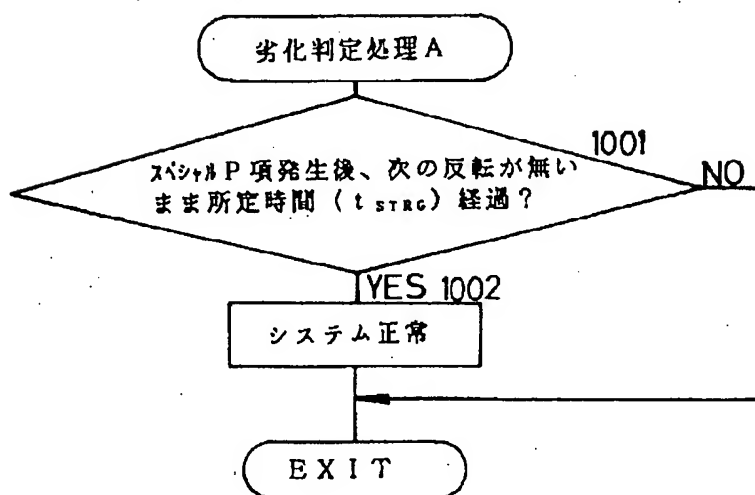 劣化判定処理A
1001
スペシャルP項発生後、次の反転が無い
まま所定時間(tSTRG)経過?
NO
YES 1002
システム正常
EXIT